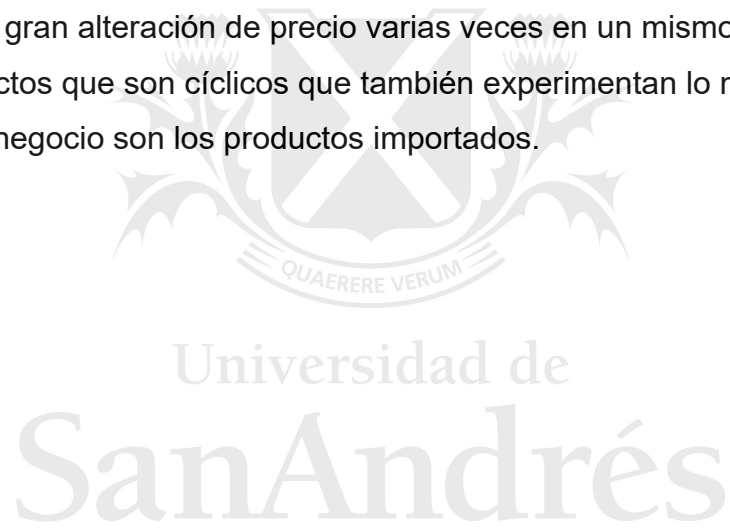 gran alteración de precio varias veces en un mismo
ctos que son cíclicos que también experimentan lo
negocio son los productos importados.
QUAERERE VERUM
Universidad de
SanAndrés